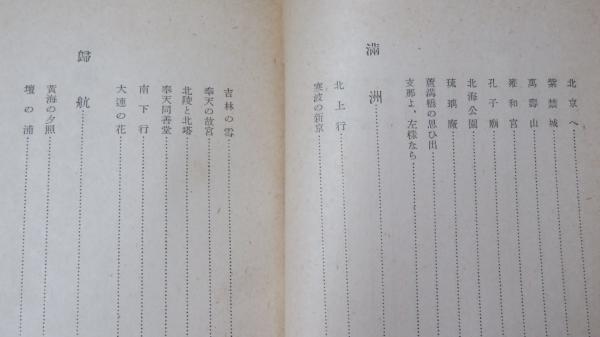 北京へ
紫禁城
萬壽山
雍和宮
孔子廟
北海公園
琉璃廠
蘆溝橋の思ひ出
支那よ、左樣なら
滿洲
北上行
寒波の新京
吉林の雪
奉天の故宮
北陵と北塔
奉天同善堂
南下行
大連の花
歸航
黃海の夕照
壇の浦